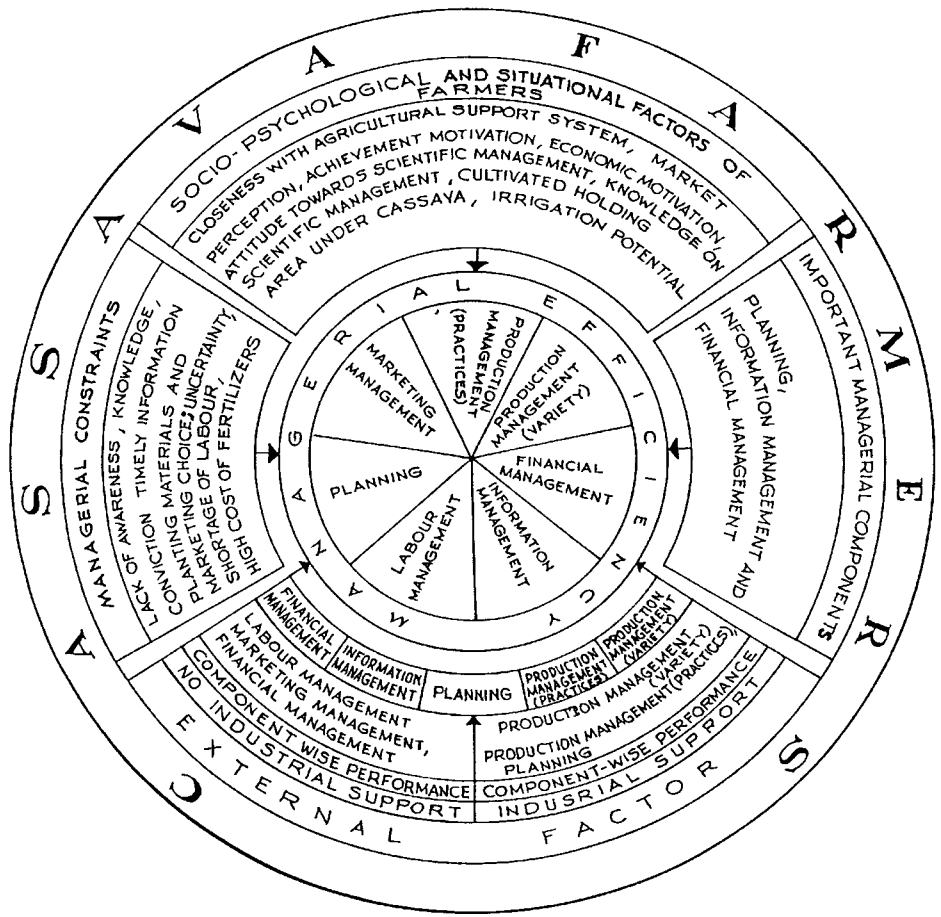 CASSAVA FARMERS
SOCIO-PSYCHOLOGICAL AND SITUATIONAL FACTORS OF
FARMERS
CLOSENESS WITH AGRICULTURAL SUPPORT SYSTEM, MARKET
PERCEPTION, ACHIEVEMENT MOTIVATION, ECONOMIC MOTIVATION,
ATTITUDE TOWARDS SCIENTIFIC MANAGEMENT, KNOWLEDGE ON
SCIENTIFIC MANAGEMENT, CULTIVATED HOLDING
AREA UNDER CASSAVA, IRRIGATION POTENTIAL
IMPORTANT MANAGERIAL COMPONENTS
PLANNING,
INFORMATION MANAGEMENT AND
FINANCIAL MANAGEMENT
MANAGERIAL CONSTRAINTS
LACK OF AWARENESS, KNOWLEDGE,
CONVICTION TIMELY INFORMATION
PLANTING MATERIALS AND
MARKETING CHOICE; UNCERTAINTY,
SHORTAGE OF LABOUR,
HIGH COST OF FERTILIZERS
MANAGERIAL EFFICIENCY
PRODUCTION
MANAGEMENT
(PRACTICES)
PRODUCTION
MANAGEMENT
(VARIETY)
FINANCIAL
MANAGEMENT
INFORMATION
MANAGEMENT
LABOUR
MANAGEMENT
PLANNING
MARKETING
MANAGEMENT
FINANCIAL
MANAGEMENT
INFORMATION
MANAGEMENT
PLANNING
PRODUCTION
MANAGEMENT
(PRACTICES)
PRODUCTION
MANAGEMENT
(VARIETY)
LABOUR MANAGEMENT
MARKETING MANAGEMENT,
FINANCIAL MANAGEMENT
COMPONENT WISE PERFORMANCE
NO INDUSTRIAL SUPPORT
PRODUCTION MANAGEMENT
(VARIETY)
PRODUCTION MANAGEMENT (PRACTICES),
PLANNING
COMPONENT-WISE PERFORMANCE
INDUSRIAL SUPPORT
EXTERNAL FACTOR